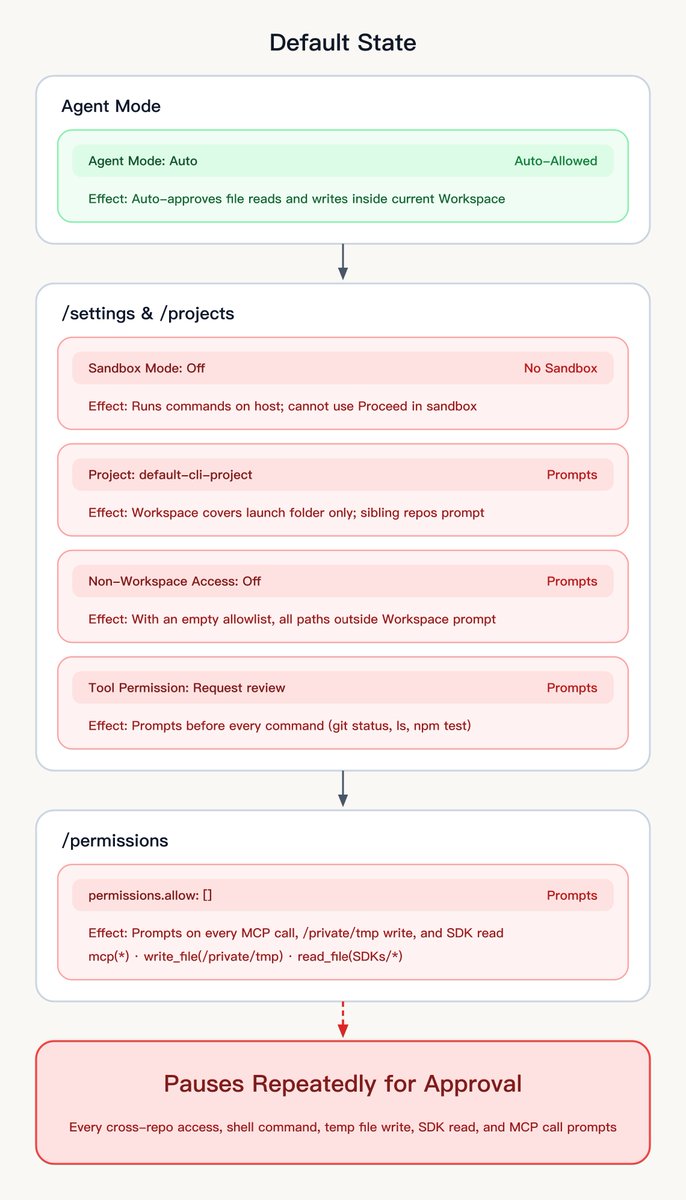 Default State
Agent Mode
Agent Mode: Auto
Auto-Allowed
Effect: Auto-approves file reads and writes inside current Workspace
/settings & /projects
Sandbox Mode: Off
No Sandbox
Effect: Runs commands on host; cannot use Proceed in sandbox
Project: default-cli-project
Prompts
Effect: Workspace covers launch folder only; sibling repos prompt
Non-Workspace Access: Off
Prompts
Effect: With an empty allowlist, all paths outside Workspace prompt
Tool Permission: Request review
Prompts
Effect: Prompts before every command (git status, ls, npm test)
/permissions
permissions.allow: []
Prompts
Effect: Prompts on every MCP call, /private/tmp write, and SDK read
mcp(*) · write_file(/private/tmp) · read_file(SDKs/*)
Pauses Repeatedly for Approval
Every cross-repo access, shell command, temp file write, SDK read, and MCP call prompts